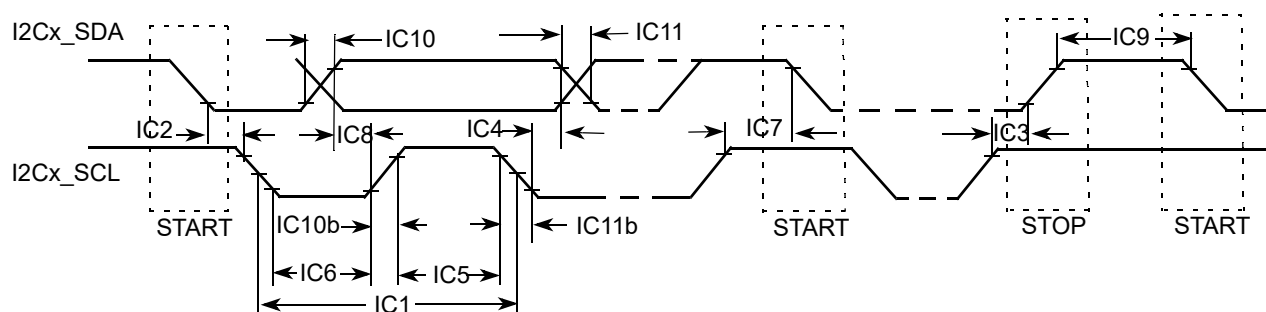 I2Cx_SDA
IC10
IC11
IC9
IC2
IC8
IC4
IC7
IC3
I2Cx_SCL
START
IC10b
IC11b
START
STOP
START
IC6
IC5
IC1